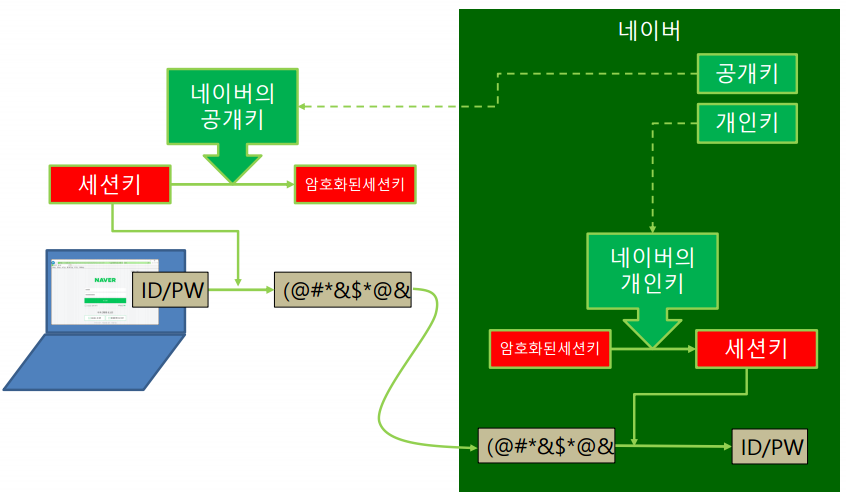 네이버
공개키
네이버의
공개키
개인키
세션키
암호화된세션키
네이버의
개인키
NAVER
ID/PW
(@#*&$*@&
암호화된세션키
세션키
(@#*&$*@&
ID/PW